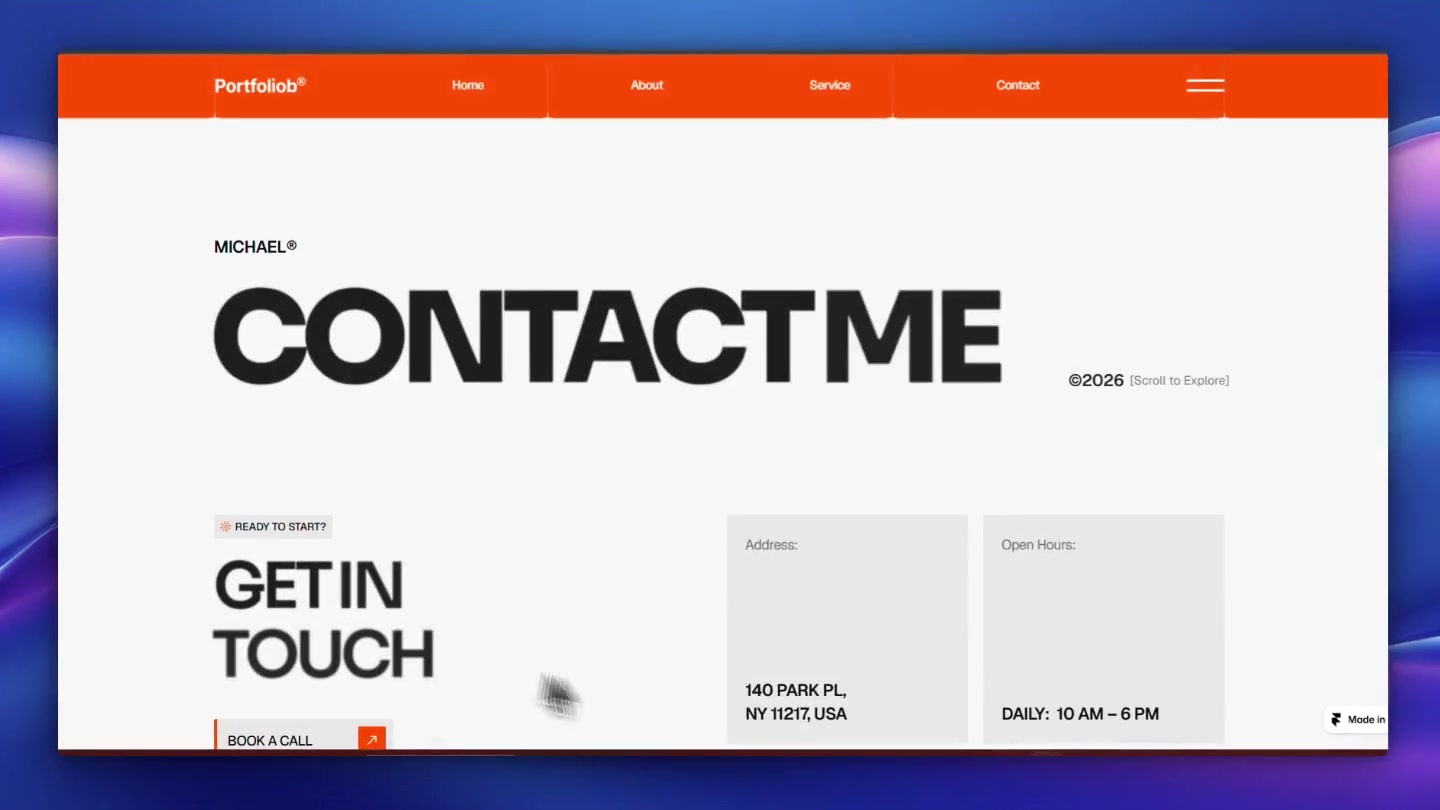 Portfoliob®
Home
About
Service
Contact
MICHAEL®
CONTACT ME
©2026 [Scroll to Explore]
READY TO START?
GET IN
TOUCH
BOOK A CALL
Address:
140 PARK PL,
NY 11217, USA
Open Hours:
DAILY: 10 AM – 6 PM
Made in